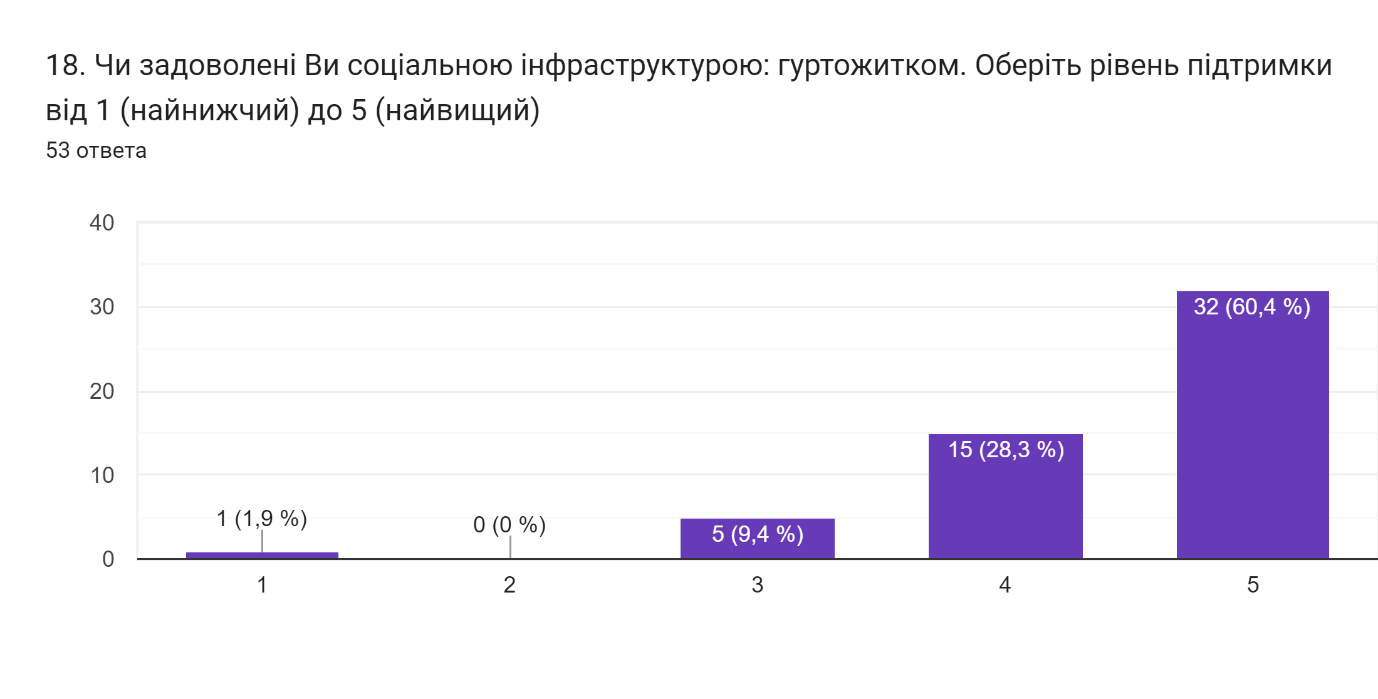 18. Чи задоволені Ви соціальною інфраструктурою: гуртожитком. Оберіть рівень підтримки
від 1 (найнижчий) до 5 (найвищий)
53 ответа
40
30
20
10
0
1 (1,9 %)
0 (0 %)
5 (9,4 %)
15 (28,3 %)
32 (60,4 %)
1
2
3
4
5